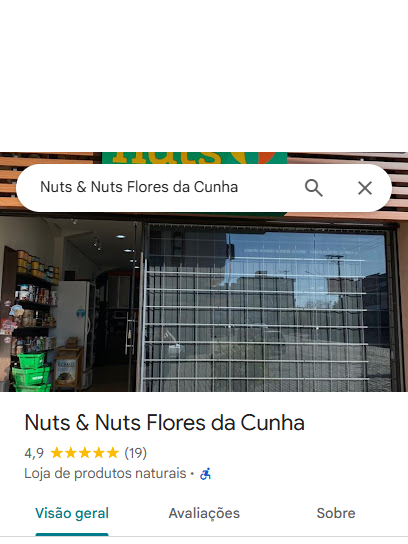 nuts
Nuts & Nuts Flores da Cunha
Nuts & Nuts Flores da Cunha
4,9 (19)
Loja de produtos naturais ·
Visão geral Avaliações Sobre